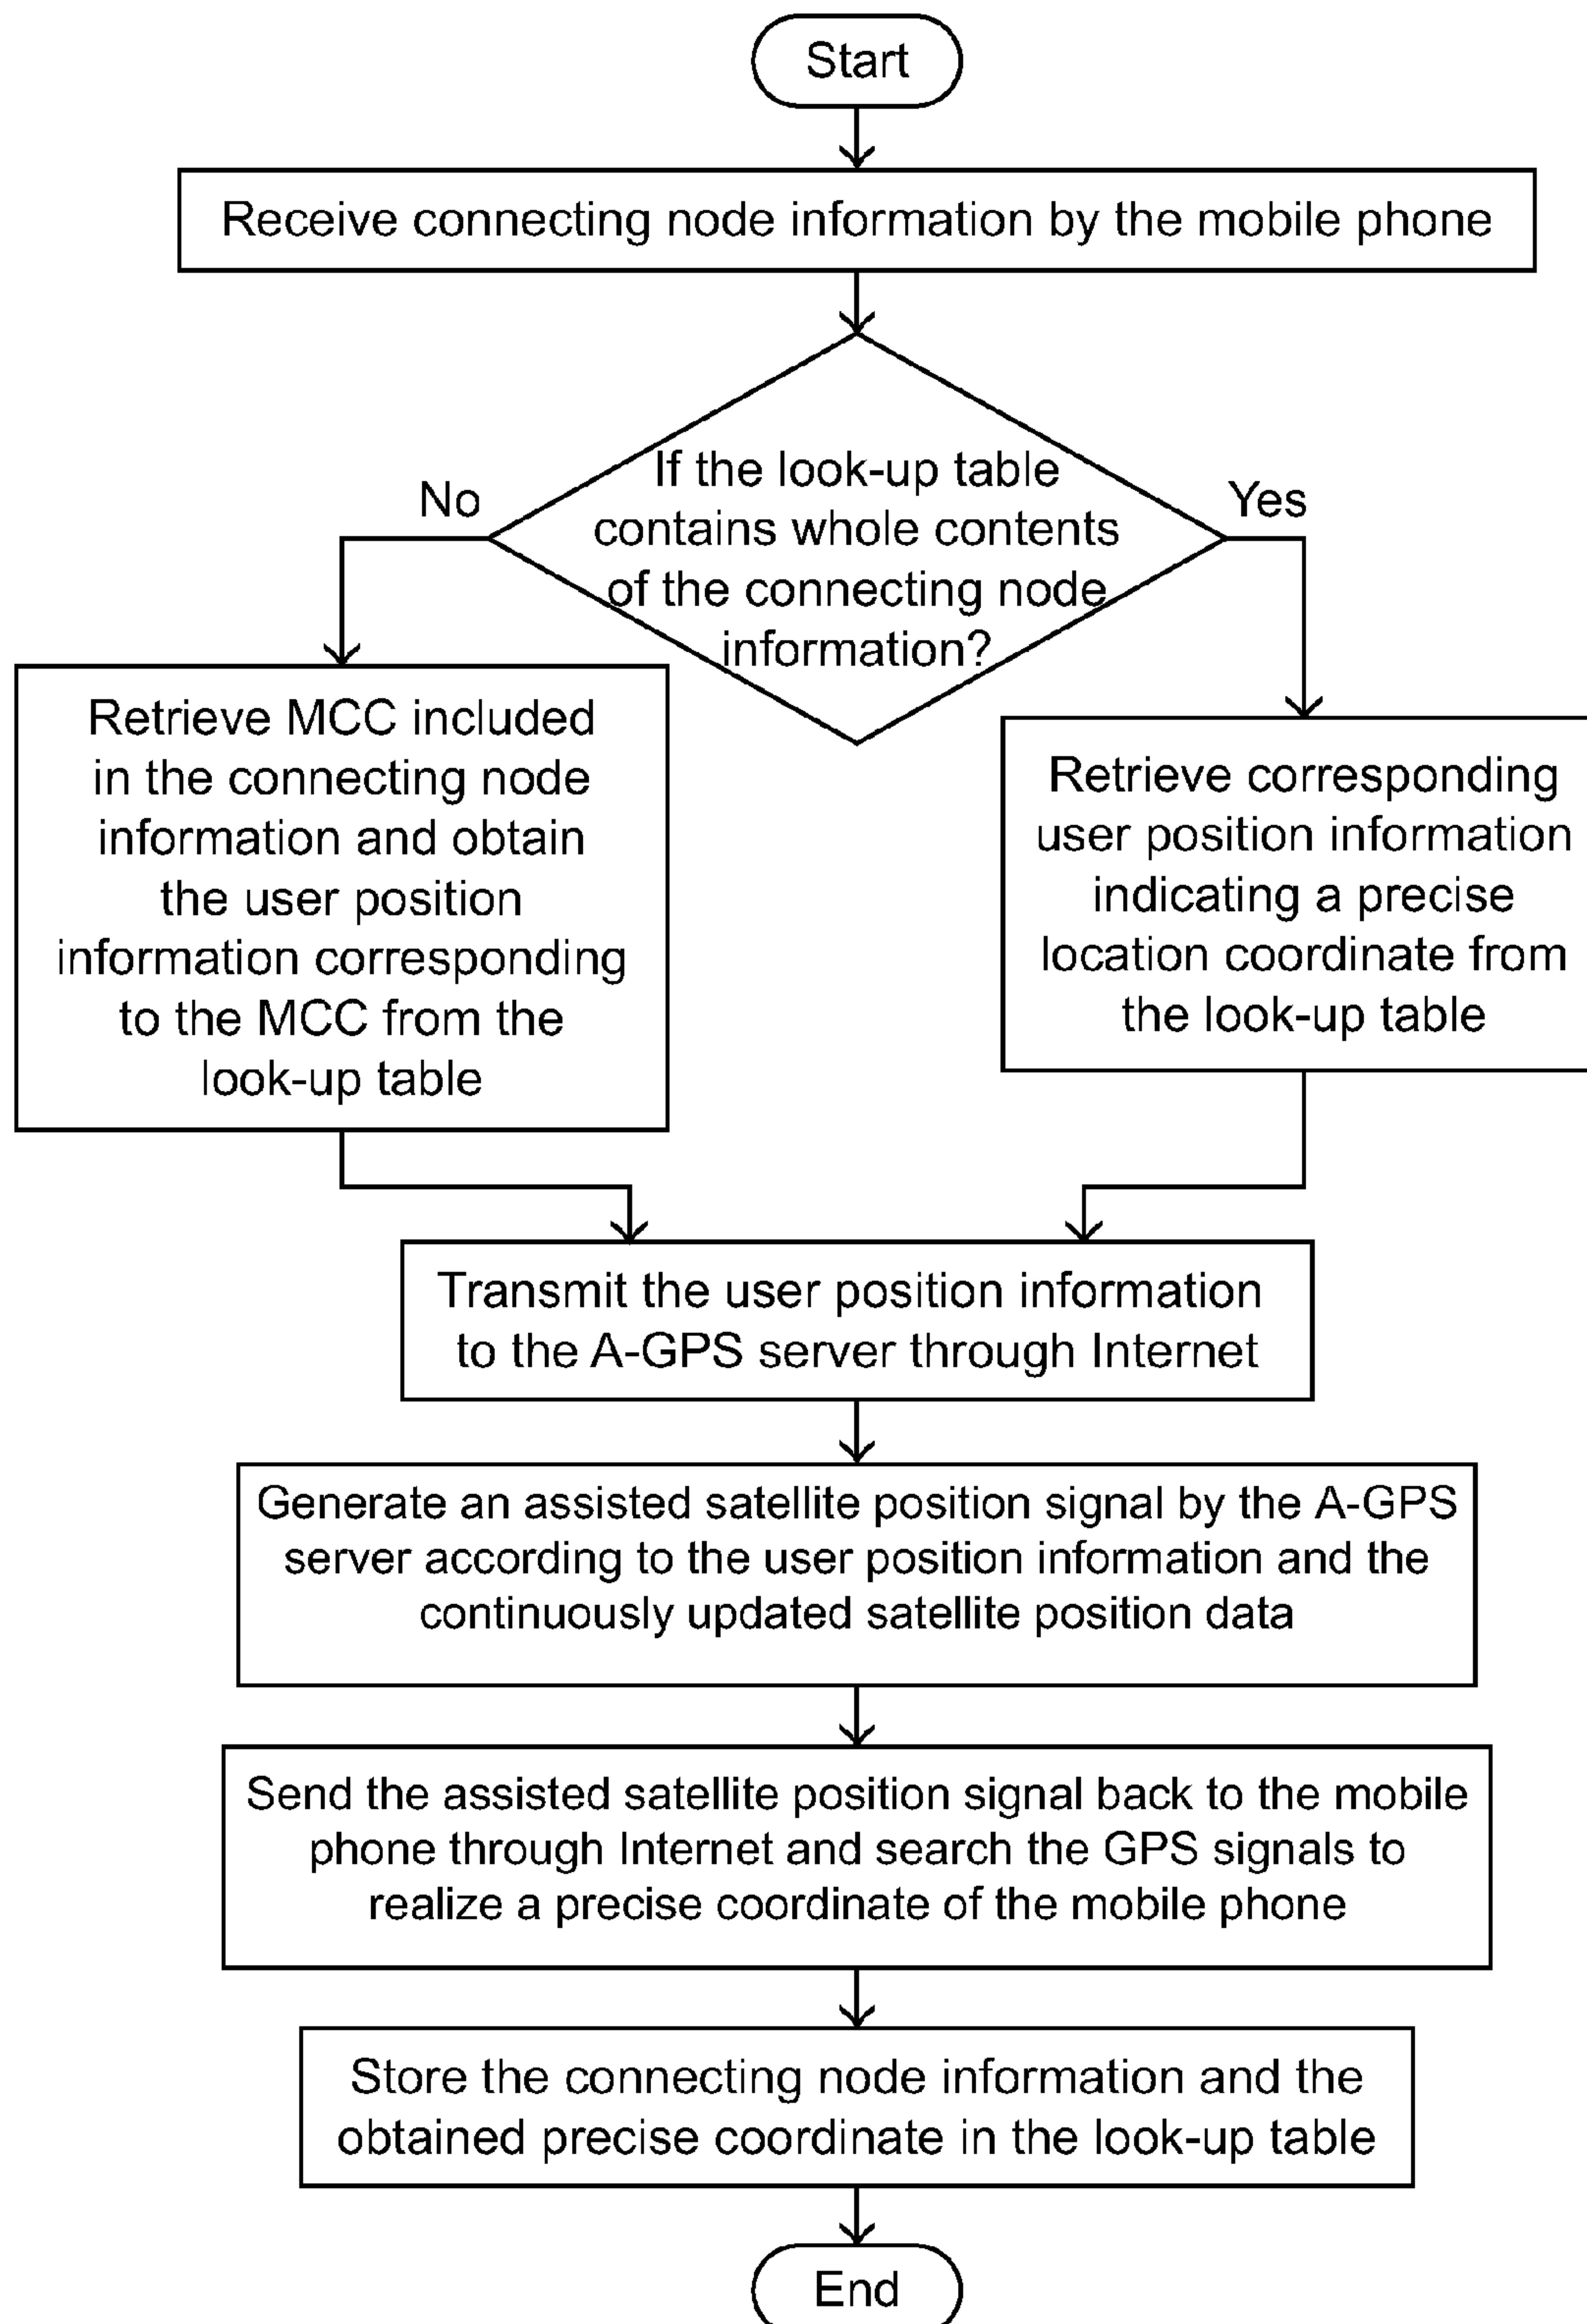 Start
Receive connecting node information by the mobile phone
If the look-up table
contains whole contents
of the connecting node
information?
No
Yes
Retrieve MCC included
in the connecting node
information and obtain
the user position
information corresponding
to the MCC from the
look-up table
Retrieve corresponding
user position information
indicating a precise
location coordinate from
the look-up table
Transmit the user position information
to the A-GPS server through Internet
Generate an assisted satellite position signal by the A-GPS
server according to the user position information and the
continuously updated satellite position data
Send the assisted satellite position signal back to the mobile
phone through Internet and search the GPS signals to
realize a precise coordinate of the mobile phone
Store the connecting node information and the
obtained precise coordinate in the look-up table
End